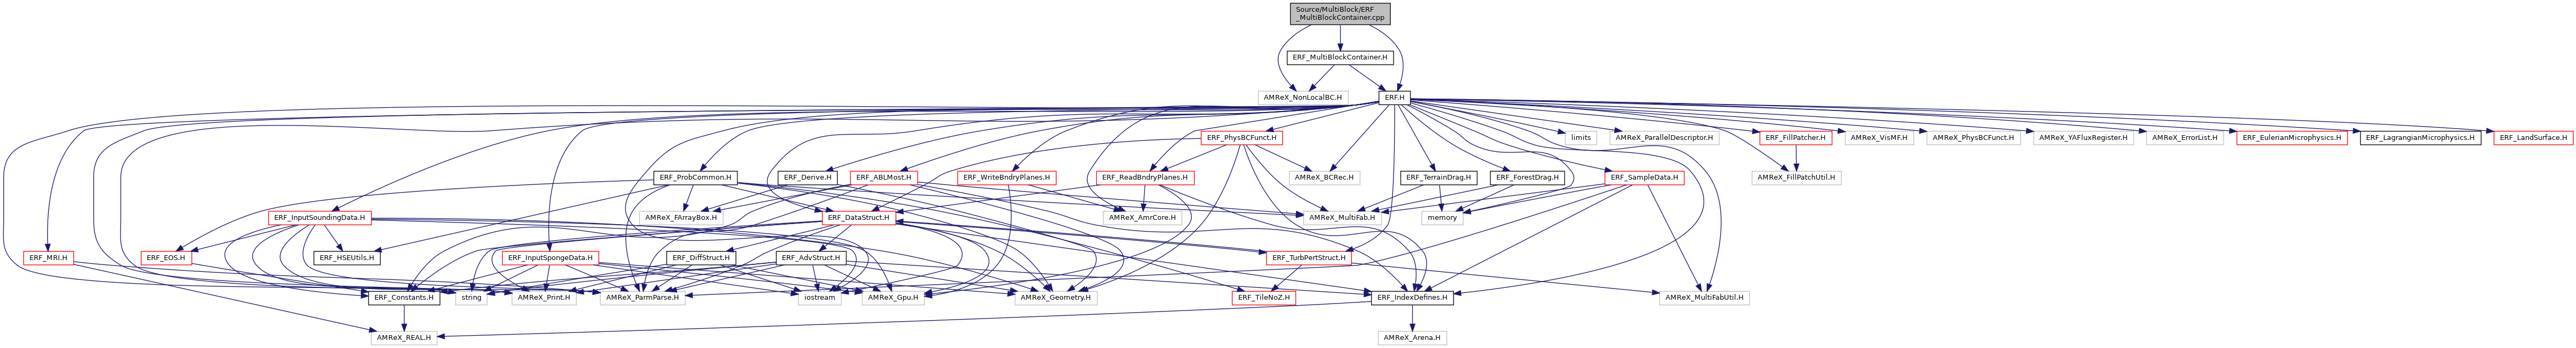 Source/MultiBlock/ERF
_MultiBlockContainer.cpp
ERF_MultiBlockContainer.H
AMReX_NonLocalBC.H
ERF.H
ERF_PhysBCFunct.H
limits
AMReX_ParallelDescriptor.H
ERF_FillPatcher.H
AMReX_VisMF.H
AMReX_PhysBCFunct.H
AMReX_YAFluxRegister.H
AMReX_ErrorList.H
ERF_EulerianMicrophysics.H
ERF_LagrangianMicrophysics.H
ERF_LandSurface.H
ERF_ProbCommon.H
ERF_Derive.H
ERF_ABLMost.H
ERF_WriteBndryPlanes.H
ERF_ReadBndryPlanes.H
AMReX_BCRec.H
ERF_TerrainDrag.H
ERF_ForestDrag.H
ERF_SampleData.H
AMReX_FillPatchUtil.H
ERF_InputSoundingData.H
AMReX_FArrayBox.H
ERF_DataStruct.H
AMReX_AmrCore.H
AMReX_MultiFab.H
memory
ERF_MRI.H
ERF_EOS.H
ERF_HSEUtils.H
ERF_InputSpongeData.H
ERF_DiffStruct.H
ERF_AdvStruct.H
ERF_TurbPertStruct.H
ERF_Constants.H
string
AMReX_Print.H
AMReX_ParmParse.H
iostream
AMReX_Gpu.H
AMReX_Geometry.H
ERF_TileNoZ.H
ERF_IndexDefines.H
AMReX_MultiFabUtil.H
AMReX_REAL.H
AMReX_Arena.H